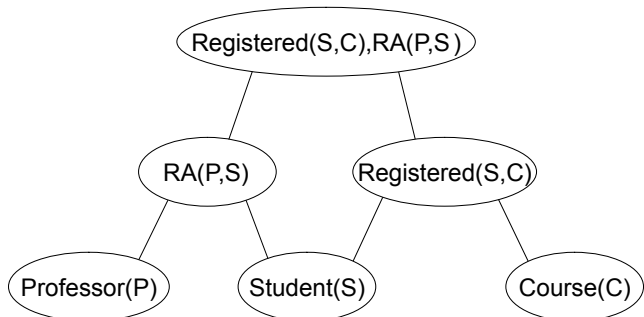 Registered(S,C),RA(P,S)
RA(P,S)
Registered(S,C)
Professor(P)
Student(S)
Course(C)